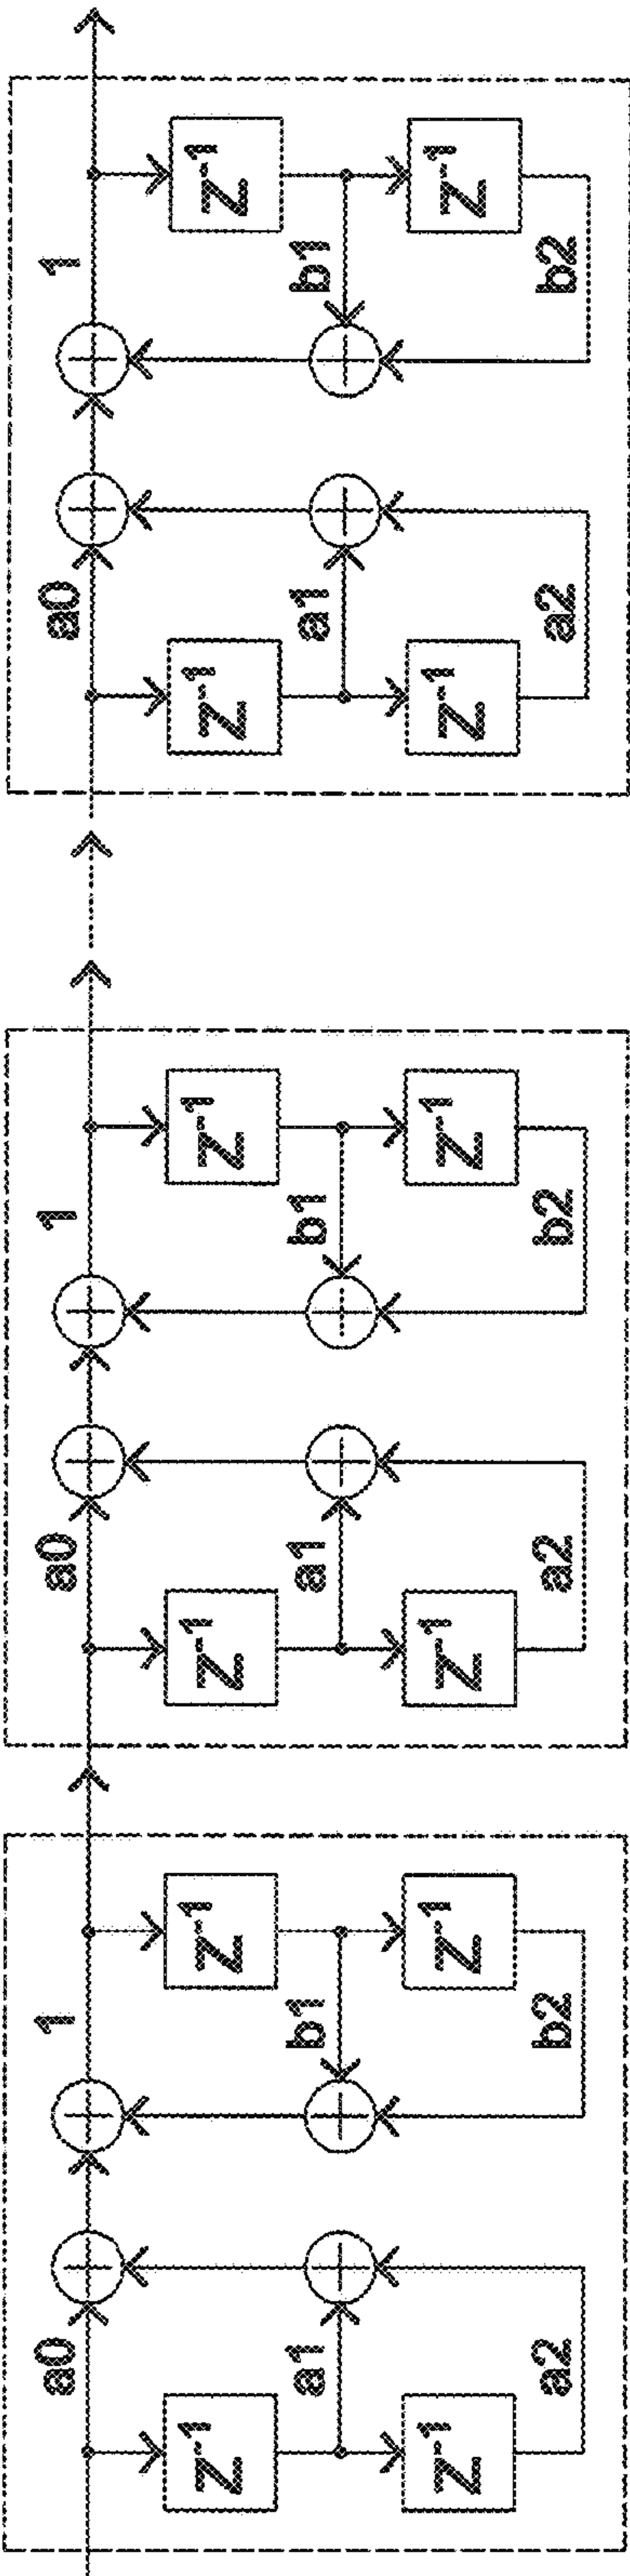 a0 1 a0 1 a0 1
Z⁻¹ Z⁻¹ Z⁻¹ Z⁻¹ Z⁻¹ Z⁻¹
a1 b1 a1 b1 a1 b1
Z⁻¹ Z⁻¹ Z⁻¹ Z⁻¹ Z⁻¹ Z⁻¹
a2 b2 a2 b2 a2 b2